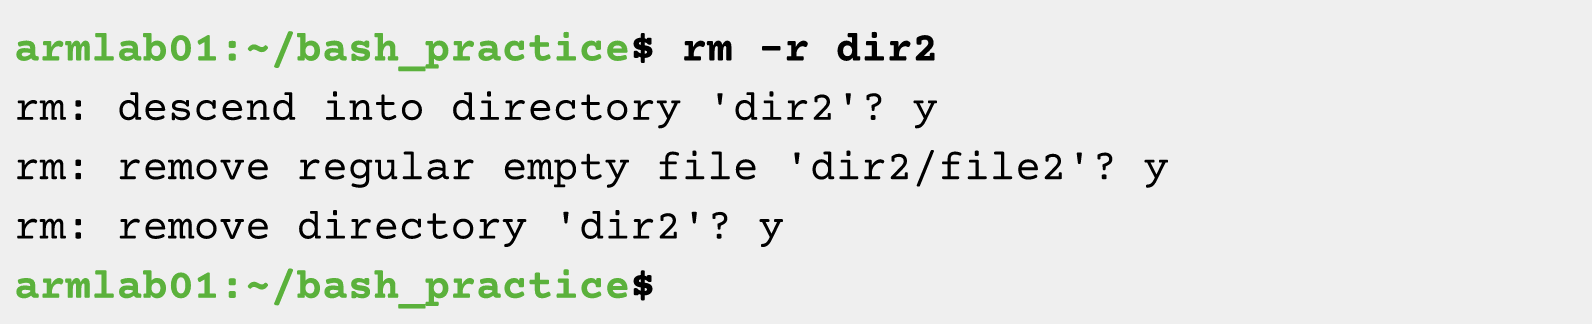 armlab01:~/bash_practice$ rm -r dir2
rm: descend into directory 'dir2'? y
rm: remove regular empty file 'dir2/file2'? y
rm: remove directory 'dir2'? y
armlab01:~/bash_practice$